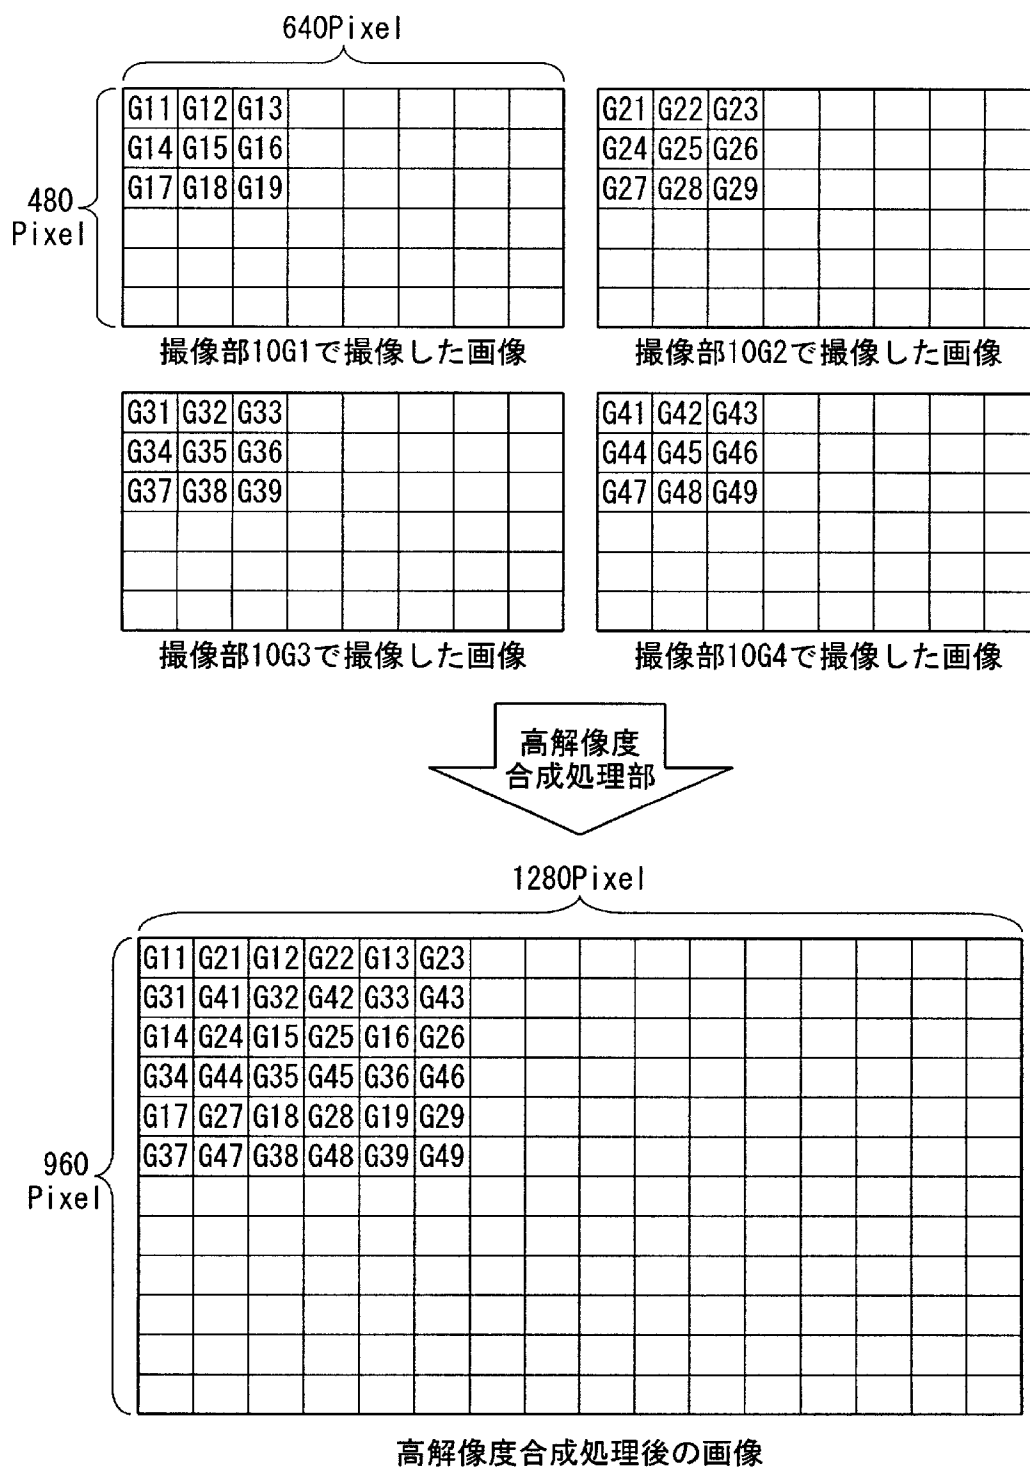 640Pixel
480
Pixel
G11 G12 G13
G14 G15 G16
G17 G18 G19
撮像部10G1で撮像した画像
G21 G22 G23
G24 G25 G26
G27 G28 G29
撮像部10G2で撮像した画像
G31 G32 G33
G34 G35 G36
G37 G38 G39
撮像部10G3で撮像した画像
G41 G42 G43
G44 G45 G46
G47 G48 G49
撮像部10G4で撮像した画像
高解像度
合成処理部
1280Pixel
960
Pixel
G11 G21 G12 G22 G13 G23
G31 G41 G32 G42 G33 G43
G14 G24 G15 G25 G16 G26
G34 G44 G35 G45 G36 G46
G17 G27 G18 G28 G19 G29
G37 G47 G38 G48 G39 G49
高解像度合成処理後の画像